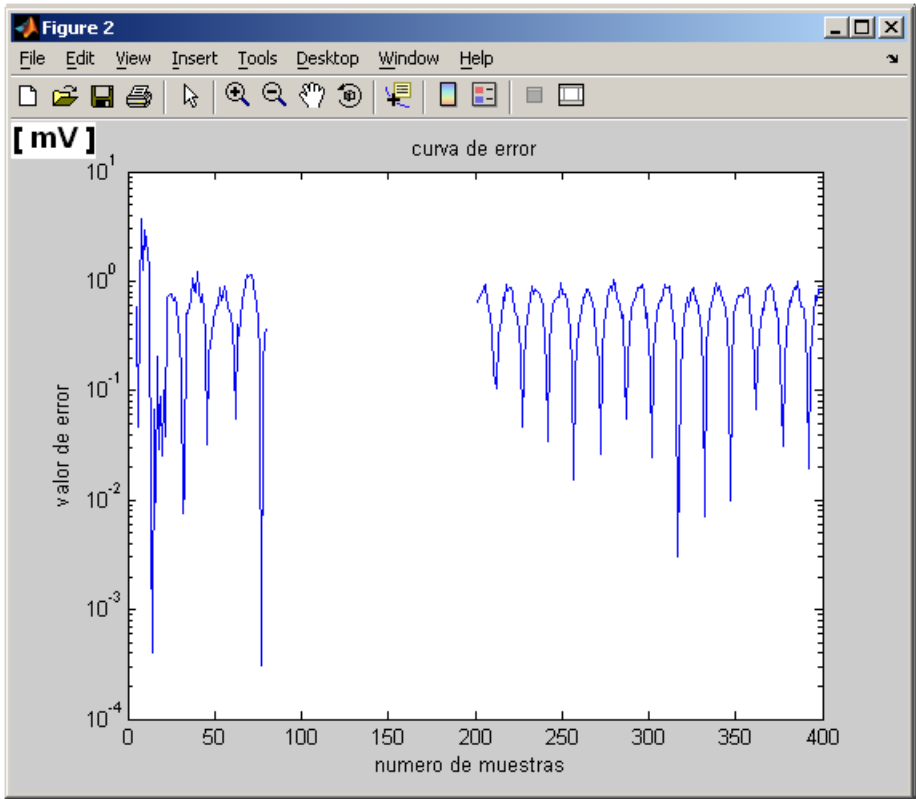 Figure 2
File Edit View Insert Tools Desktop Window Help
[ mV ]
curva de error
10^1
10^0
10^-1
10^-2
10^-3
10^-4
valor de error
0 50 100 150 200 250 300 350 400
numero de muestras